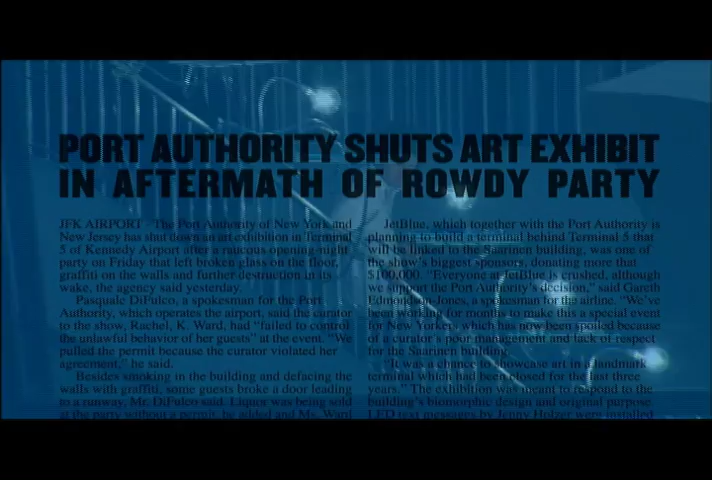 PORT AUTHORITY SHUTS ART EXHIBIT
IN AFTERMATH OF ROWDY PARTY
JFK AIRPORT - The Port Authority of New York and
New Jersey has shut down an art exhibition in Terminal
5 of Kennedy Airport after a raucous opening-night
party on Friday that left broken glass on the floor,
graffiti on the walls and further destruction in its
wake, the agency said yesterday.
Pasquale DiFulco, a spokesman for the Port
Authority, which operates the airport, said the curator
to the show, Rachel, K. Ward, had "failed to control
the unlawful behavior of her guests" at the event. "We
pulled the permit because the curator violated her
agreement," he said.
Besides smoking in the building and defacing the
walls with graffiti, some guests broke a door leading
to a runway, Mr. DiFulco said. Liquor was being sold
at the party without a permit, he added and Ms. Ward
JetBlue, which together with the Port Authority is
planning to build a terminal behind Terminal 5 that
will be linked to the Saarinen building, was one of
the show's biggest sponsors, donating more than
$100,000. "Everyone at JetBlue is crushed, although
we support the Port Authority's decision," said Gareth
Edmondson-Jones, a spokesman for the airline. "We've
been working for months to make this a special event
for New Yorkers which has now been spoiled because
of a curator's poor management and lack of respect
for the Saarinen building.
"It was a chance to showcase art in a landmark
terminal which had been closed for the last three
years." The exhibition was meant to respond to the
building's biomorphic design and original purpose.
LED text messages by Jenny Holzer were installed